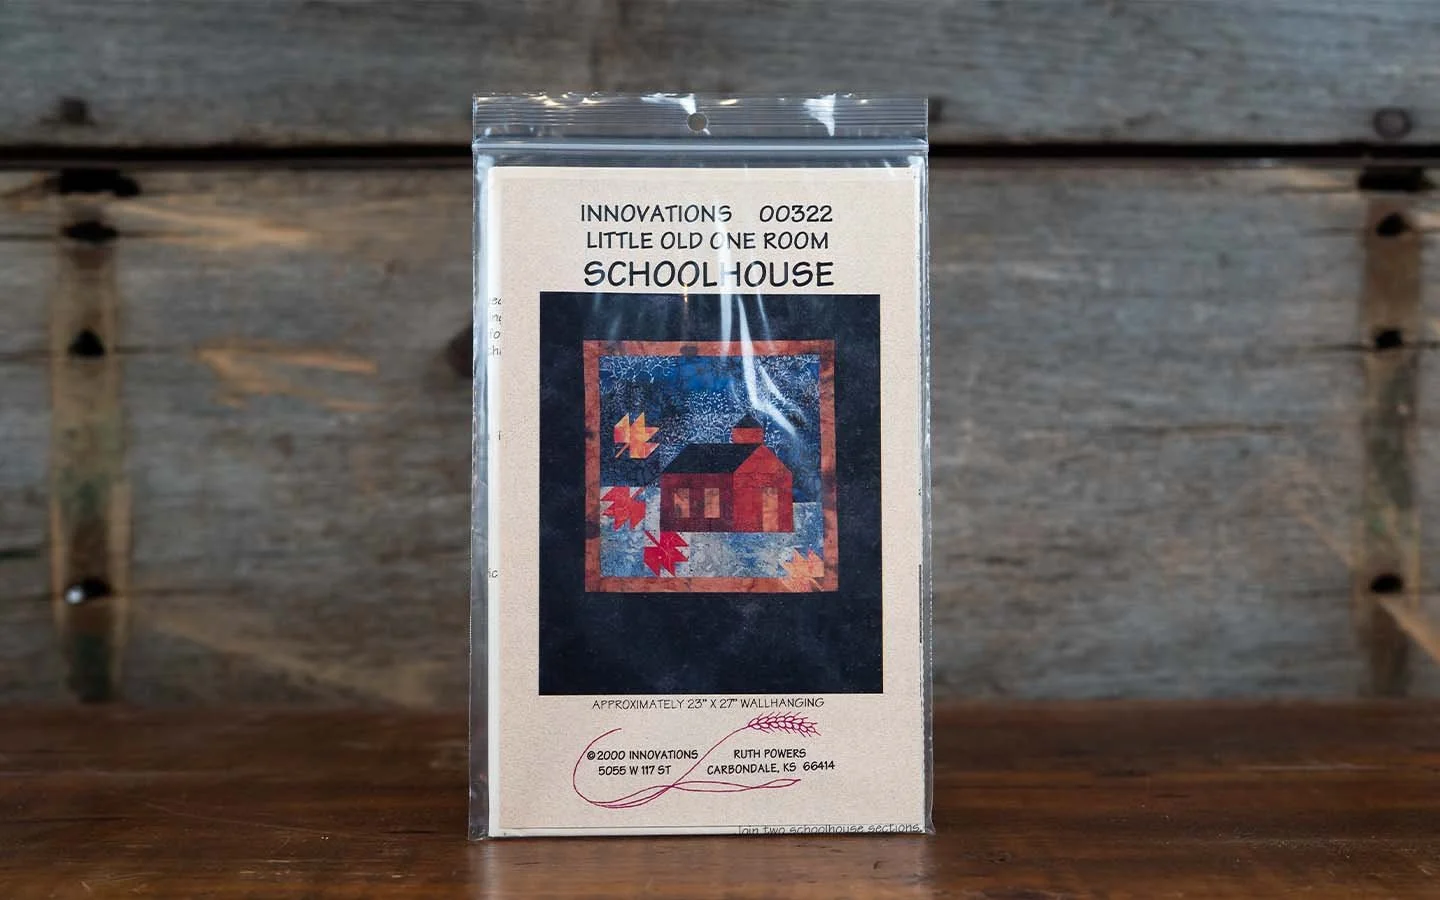 INNOVATIONS 00322
LITTLE OLD ONE ROOM
SCHOOLHOUSE
APPROXIMATELY 23" X 27" WALLHANGING
©2000 INNOVATIONS RUTH POWERS
5055 W 117 ST CARBONDALE, KS 66414
Join two schoolhouse sections.